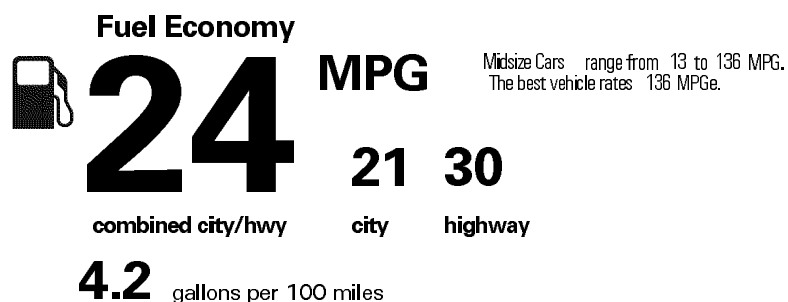 Fuel Economy
24 MPG
Midsize Cars range from 13 to 136 MPG.
The best vehicle rates 136 MPGe.
21 30
combined city/hwy city highway
4.2 gallons per 100 miles